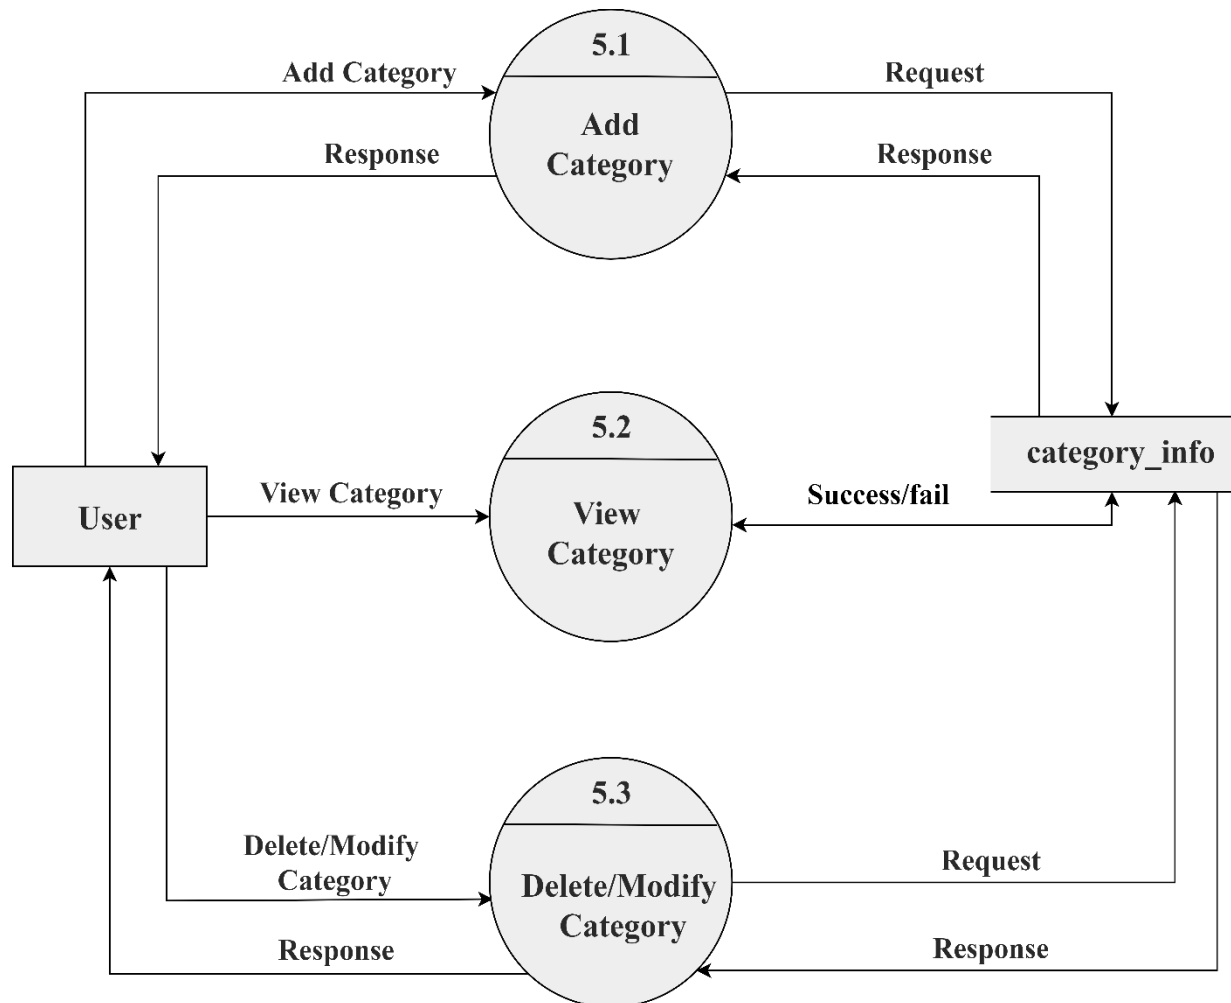 5.1
Add Category
Request
Add
Category
Response
Response
5.2
category_info
View Category
Success/fail
User
View
Category
5.3
Delete/Modify
Category
Request
Delete/Modify
Category
Response
Response